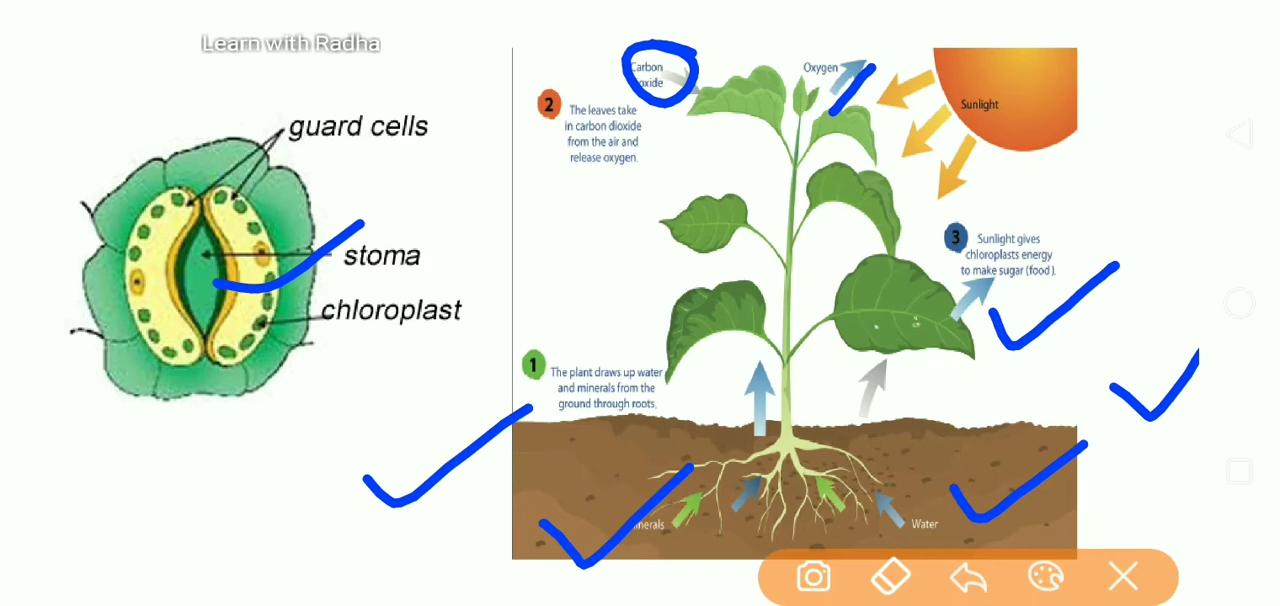 Learn with Radha
guard cells
stoma
chloroplast
Carbon
2
The leaves take
in carbon dioxide
from the air and
release oxygen.
Oxygen
Sunlight
3
Sunlight gives
chloroplasts energy
to make sugar (food).
1
The plant draws up water
and minerals from the
ground through roots.
Water